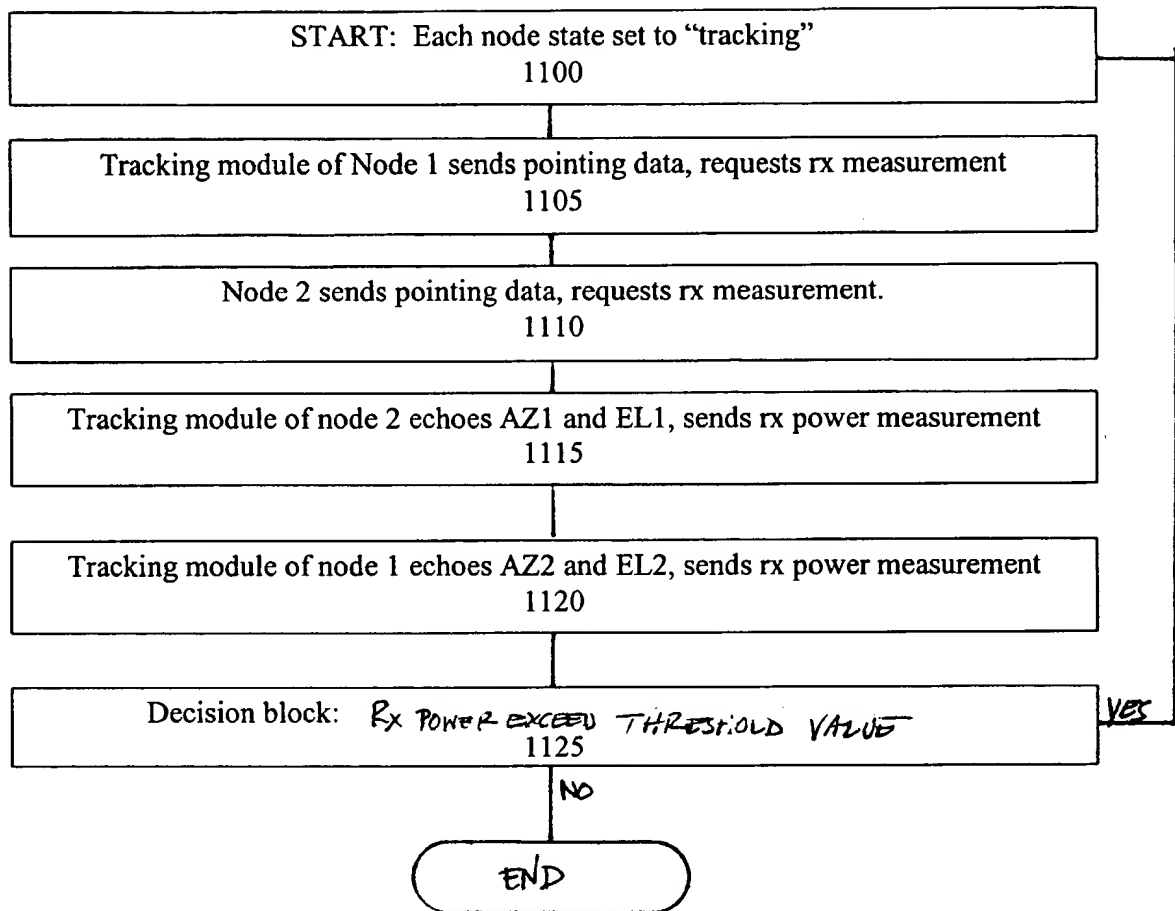 START: Each node state set to “tracking”
1100
Tracking module of Node 1 sends pointing data, requests rx measurement
1105
Node 2 sends pointing data, requests rx measurement.
1110
Tracking module of node 2 echoes AZ1 and EL1, sends rx power measurement
1115
Tracking module of node 1 echoes AZ2 and EL2, sends rx power measurement
1120
Decision block: Rx POWER EXCEED THRESHOLD VALUE
YES
1125
NO
END